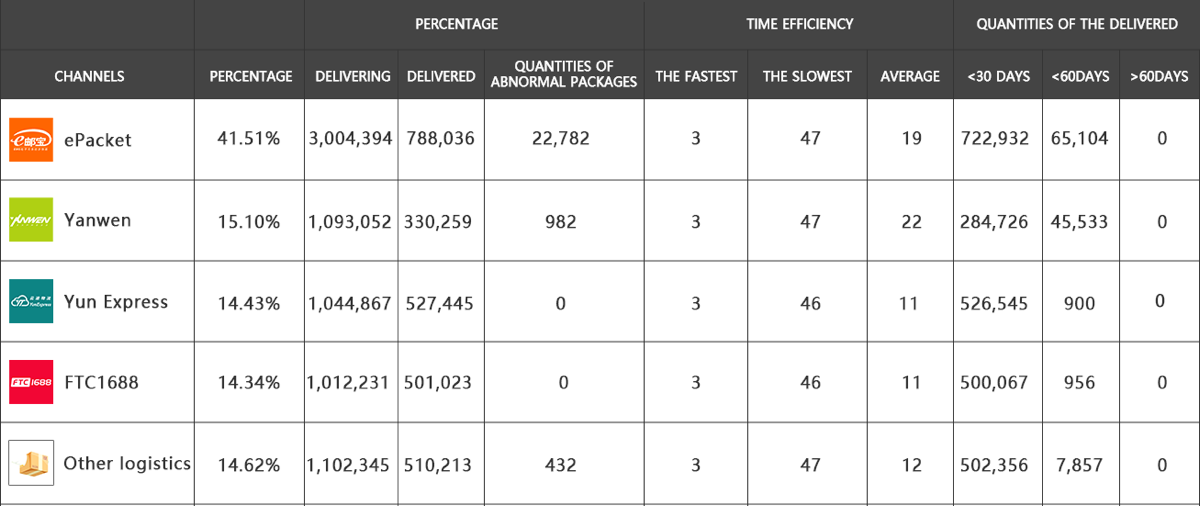 PERCENTAGE TIME EFFICIENCY QUANTITIES OF THE DELIVERED
CHANNELS PERCENTAGE DELIVERING DELIVERED QUANTITIES OF ABNORMAL PACKAGES THE FASTEST THE SLOWEST AVERAGE <30 DAYS <60DAYS >60DAYS
e邮宝 ePacket 41.51% 3,004,394 788,036 22,782 3 47 19 722,932 65,104 0
YANWEN Yanwen 15.10% 1,093,052 330,259 982 3 47 22 284,726 45,533 0
YunExpress Yun Express 14.43% 1,044,867 527,445 0 3 46 11 526,545 900 0
FTC1688 FTC1688 14.34% 1,012,231 501,023 0 3 46 11 500,067 956 0
Other logistics 14.62% 1,102,345 510,213 432 3 47 12 502,356 7,857 0